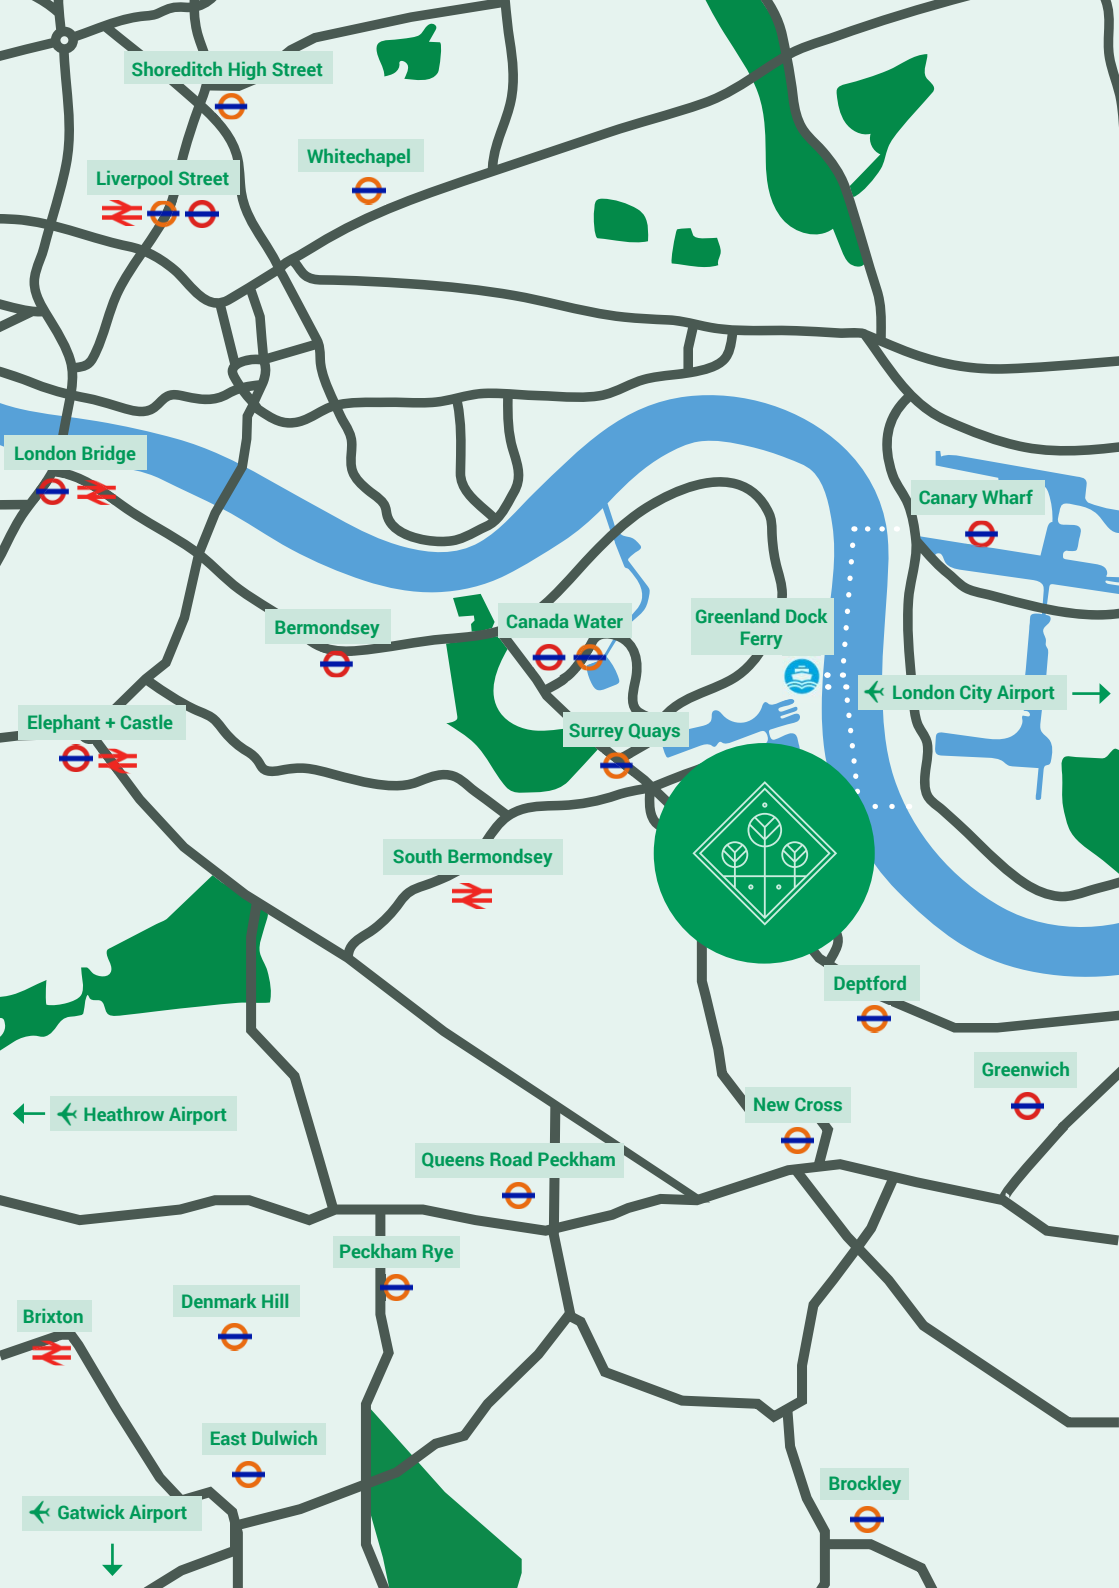 Shoreditch High Street
Whitechapel
Liverpool Street
London Bridge
Canary Wharf
Bermondsey
Canada Water
Greenland Dock
Ferry
London City Airport
Elephant + Castle
Surrey Quays
South Bermondsey
Deptford
Greenwich
Heathrow Airport
New Cross
Queens Road Peckham
Peckham Rye
Denmark Hill
Brixton
East Dulwich
Brockley
Gatwick Airport